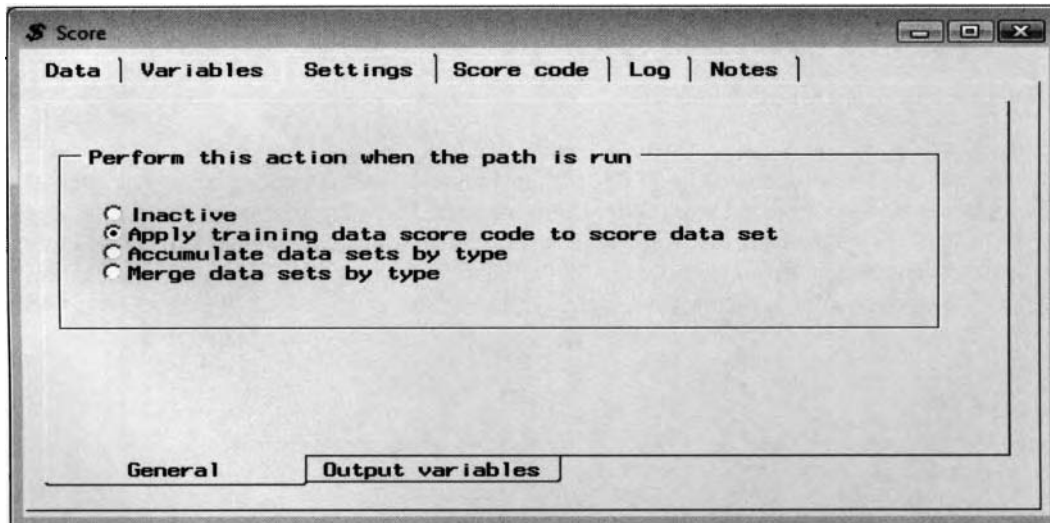 Score
Data Variables Settings Score code Log Notes
Perform this action when the path is run
Inactive
Apply training data score code to score data set
Accumulate data sets by type
Merge data sets by type
General Output variables